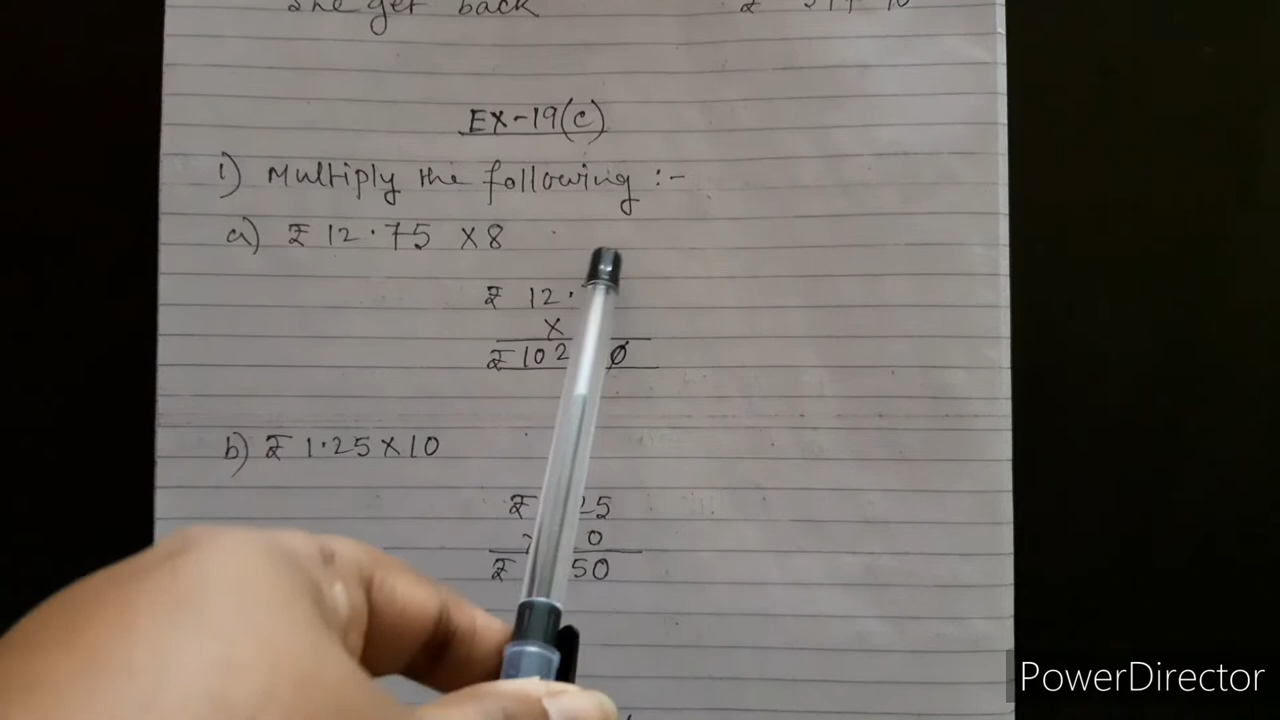 She get back ₹
EX-19(c)
1) Multiply the following :-
a) ₹ 12.75 ×8
₹ 12.
×
₹ 102 0
b) ₹ 1.25×10
₹ 25
0
₹ 50
PowerDirector